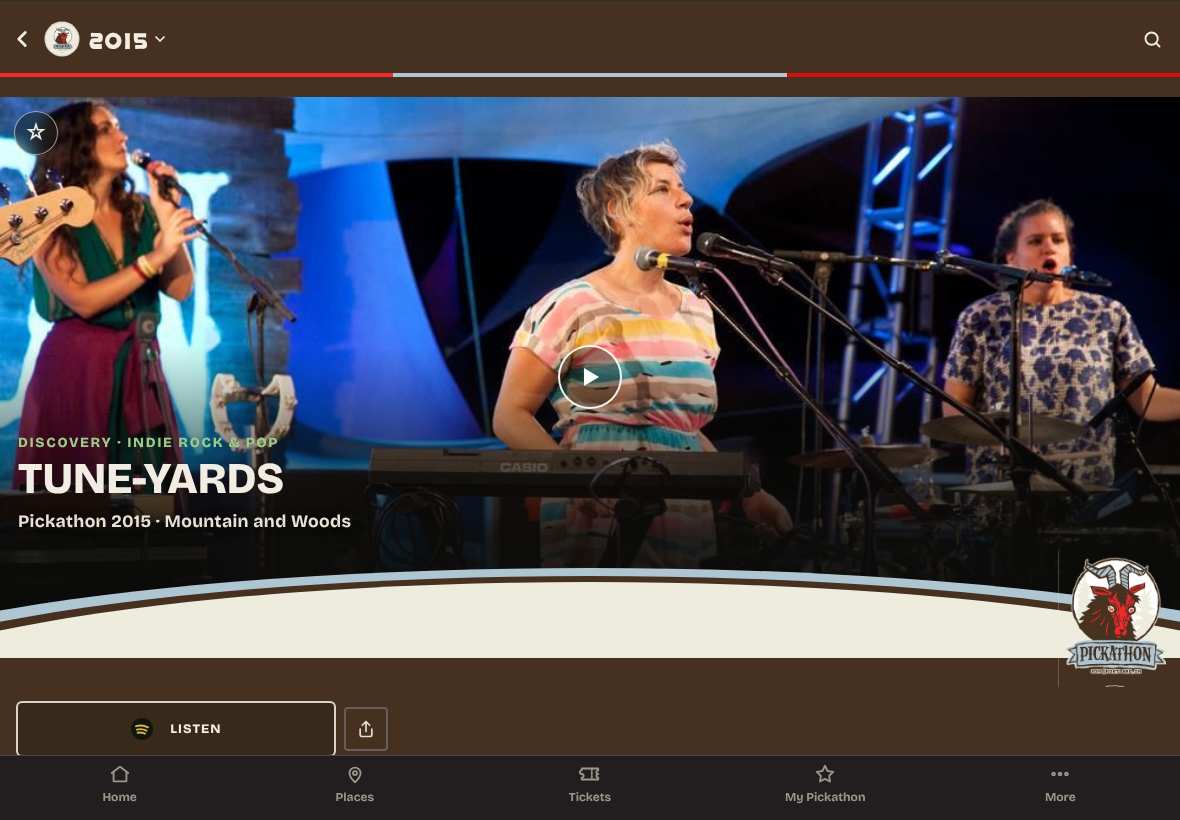 2015
DISCOVERY · INDIE ROCK & POP
TUNE-YARDS
Pickathon 2015 · Mountain and Woods
CASIO
PICKATHON
LISTEN
Home
Places
Tickets
My Pickathon
More